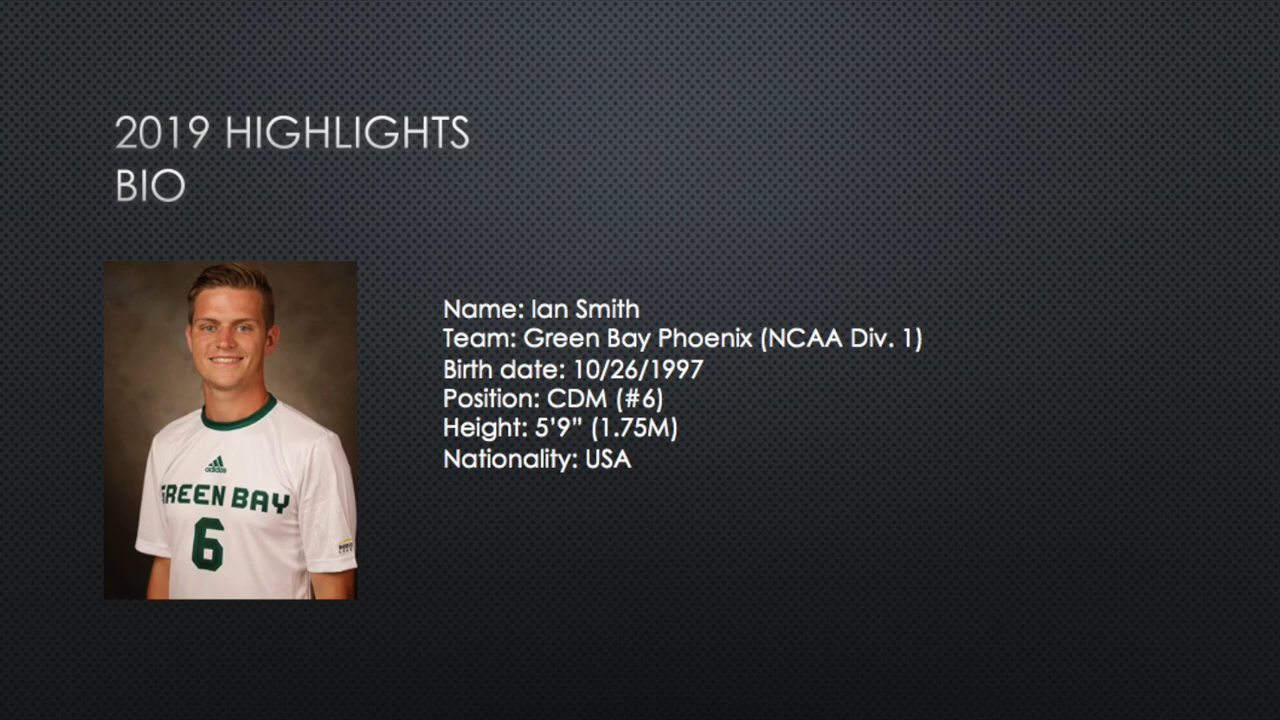 2019 HIGHLIGHTS
BIO
Name: Ian Smith
Team: Green Bay Phoenix (NCAA Div. 1)
Birth date: 10/26/1997
Position: CDM (#6)
Height: 5'9" (1.75M)
Nationality: USA
adidas
GREEN BAY
6